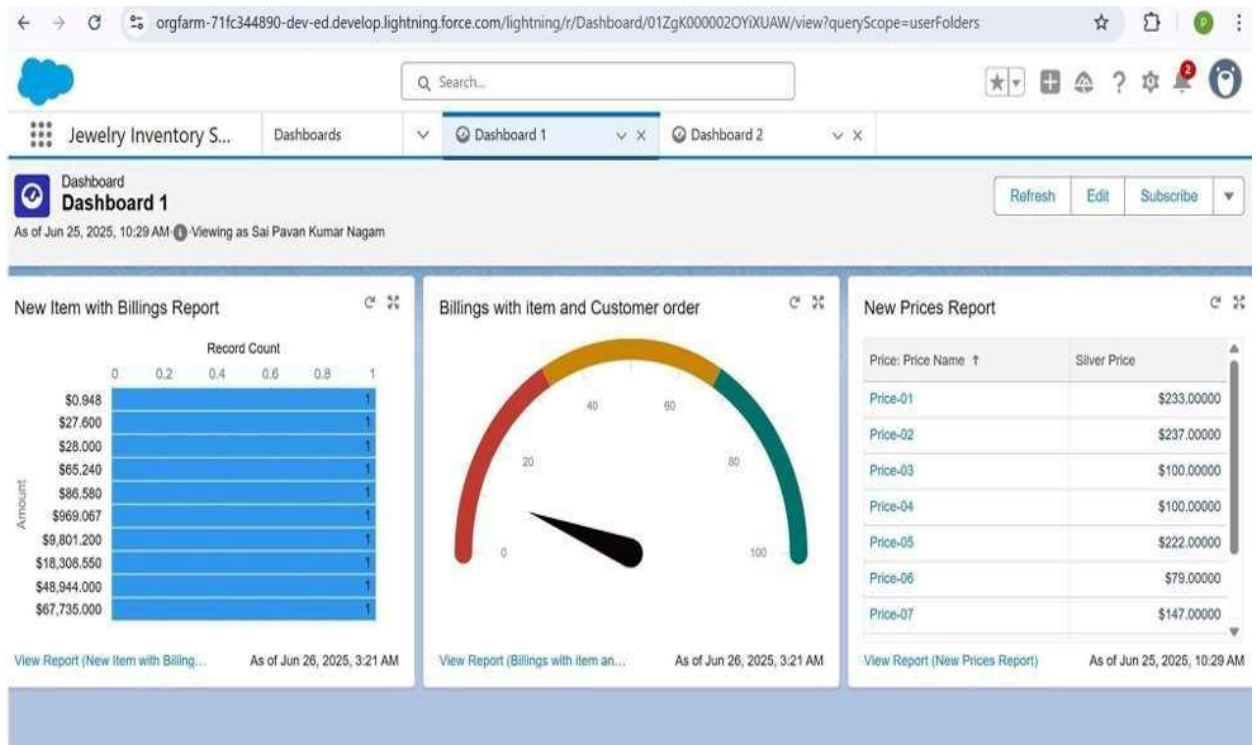 orgfarm-71fc344890-dev-ed.develop.lightning.force.com/lightning/r/Dashboard/01ZgK000002OYiXUAW/view?queryScope=userFolders
P
Search...
2
Jewelry Inventory S... Dashboards Dashboard 1 Dashboard 2
Dashboard
Dashboard 1
Refresh Edit Subscribe
As of Jun 25, 2025, 10:29 AM Viewing as Sai Pavan Kumar Nagam
New Item with Billings Report
Record Count
0 0.2 0.4 0.6 0.8 1
Amount
$0.948 1
$27.600 1
$28.000 1
$65.240 1
$86.580 1
$969.067 1
$9,801.200 1
$18,308.550 1
$48,944.000 1
$67,735.000 1
View Report (New Item with Billing... As of Jun 26, 2025, 3:21 AM
Billings with item and Customer order
0 20 40 60 80 100
View Report (Billings with item an... As of Jun 26, 2025, 3:21 AM
New Prices Report
Price: Price Name ↑ Silver Price
Price-01 $233.00000
Price-02 $237.00000
Price-03 $100.00000
Price-04 $100.00000
Price-05 $222.00000
Price-06 $79.00000
Price-07 $147.00000
View Report (New Prices Report) As of Jun 25, 2025, 10:29 AM